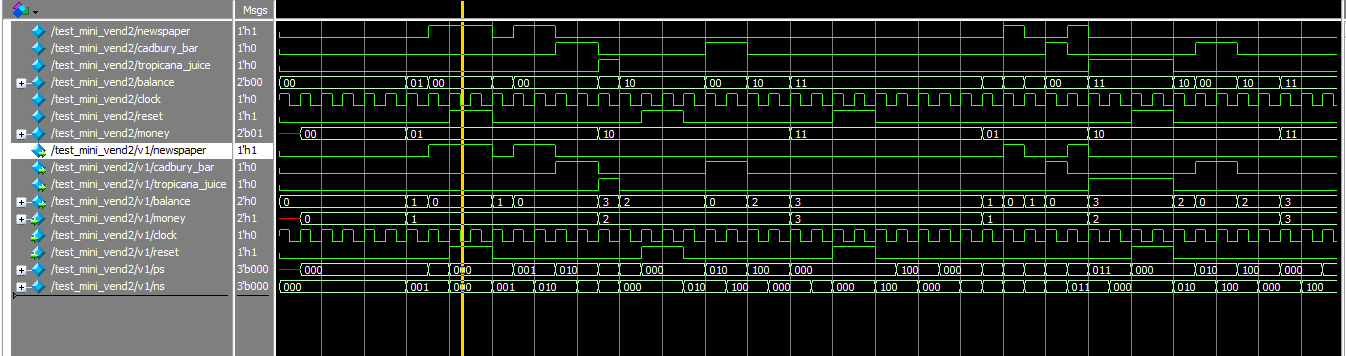 Msgs
/test_mini_vend2/newspaper 1'h1
/test_mini_vend2/cadbury_bar 1'h0
/test_mini_vend2/tropicana_juice 1'h0
/test_mini_vend2/balance 2'b00 00 01 00 00 10 00 10 11 00 11 10 00 10 11
/test_mini_vend2/clock 1'h0
/test_mini_vend2/reset 1'h1
/test_mini_vend2/money 2'b01 00 01 10 11 01 10 11
/test_mini_vend2/v1/newspaper 1'h1
/test_mini_vend2/v1/cadbury_bar 1'h0
/test_mini_vend2/v1/tropicana_juice 1'h0
/test_mini_vend2/v1/balance 2'h0 0 1 0 1 0 3 2 0 2 3 1 0 1 0 3 2 0 2 3
/test_mini_vend2/v1/money 2'h1 0 1 2 3 1 2 3
/test_mini_vend2/v1/clock 1'h0
/test_mini_vend2/v1/reset 1'h1
/test_mini_vend2/v1/ps 3'b000 000 000 001 010 000 010 100 000 100 000 011 000 010 100 000
/test_mini_vend2/v1/ns 3'b000 000 001 000 001 010 000 010 100 000 100 000 011 000 010 100 000 100